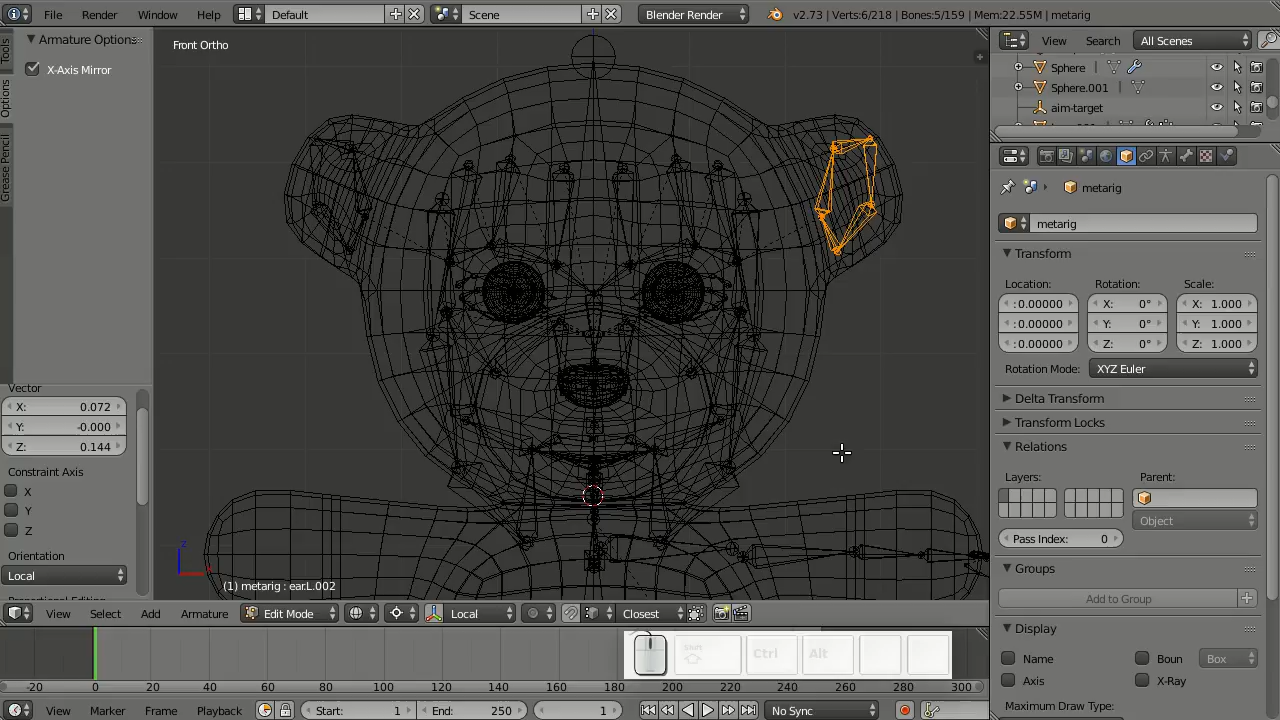 File Render Window Help Default Scene Blender Render v2.73 | Verts:6/218 | Bones:5/159 | Mem:22.55M | metarig
Armature Options
X-Axis Mirror
Tools
Options
Grease Pencil
Front Ortho
View Search All Scenes
Sphere
Sphere.001
aim-target
metarig
metarig
Transform
Location: Rotation: Scale:
: 0.00000 X: 0° X: 1.000
: 0.00000 Y: 0° Y: 1.000
: 0.00000 Z: 0° Z: 1.000
Rotation Mode: XYZ Euler
Delta Transform
Transform Locks
Relations
Layers: Parent:
Object
Pass Index: 0
Groups
Add to Group
Display
Name Boun Box
Axis X-Ray
Maximum Draw Type:
Vector
X: 0.072
Y: -0.000
Z: 0.144
Constraint Axis
X
Y
Z
Orientation
Local
z
(1) metarig : ear.L.002
View Select Add Armature Edit Mode Local Closest
Shift Ctrl Alt
-20 0 20 40 60 80 100 120 140 160 180 200 220 240 260 280 300
View Marker Frame Playback Start: 1 End: 250 1 No Sync